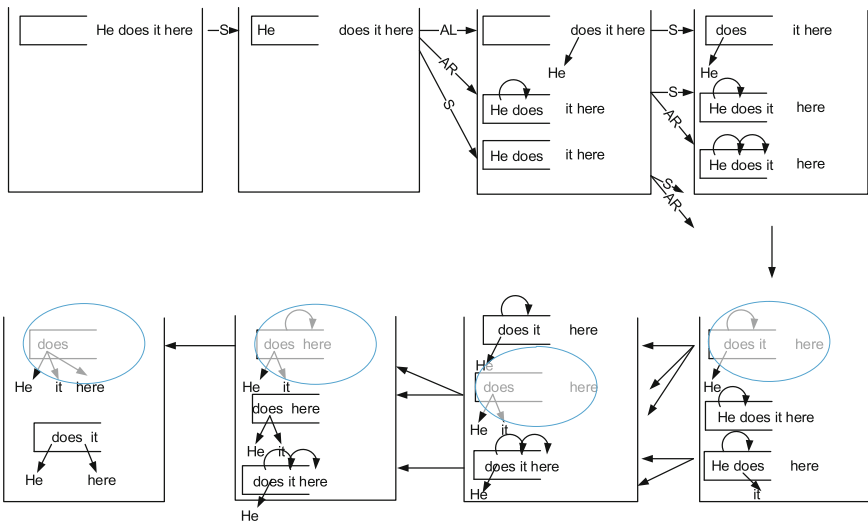 He does it here
S
He
does it here
AL
AR
S
does it here
He
He does
it here
He does
it here
S
S
AR
S
AR
does
it here
He
He does it
here
He does it
here
does
He it here
does it
He here
does here
He it
does here
He it
does it here
He
does it
here
He
does
here
He it
does it here
He
does it
here
He
He does it here
He does
here
it